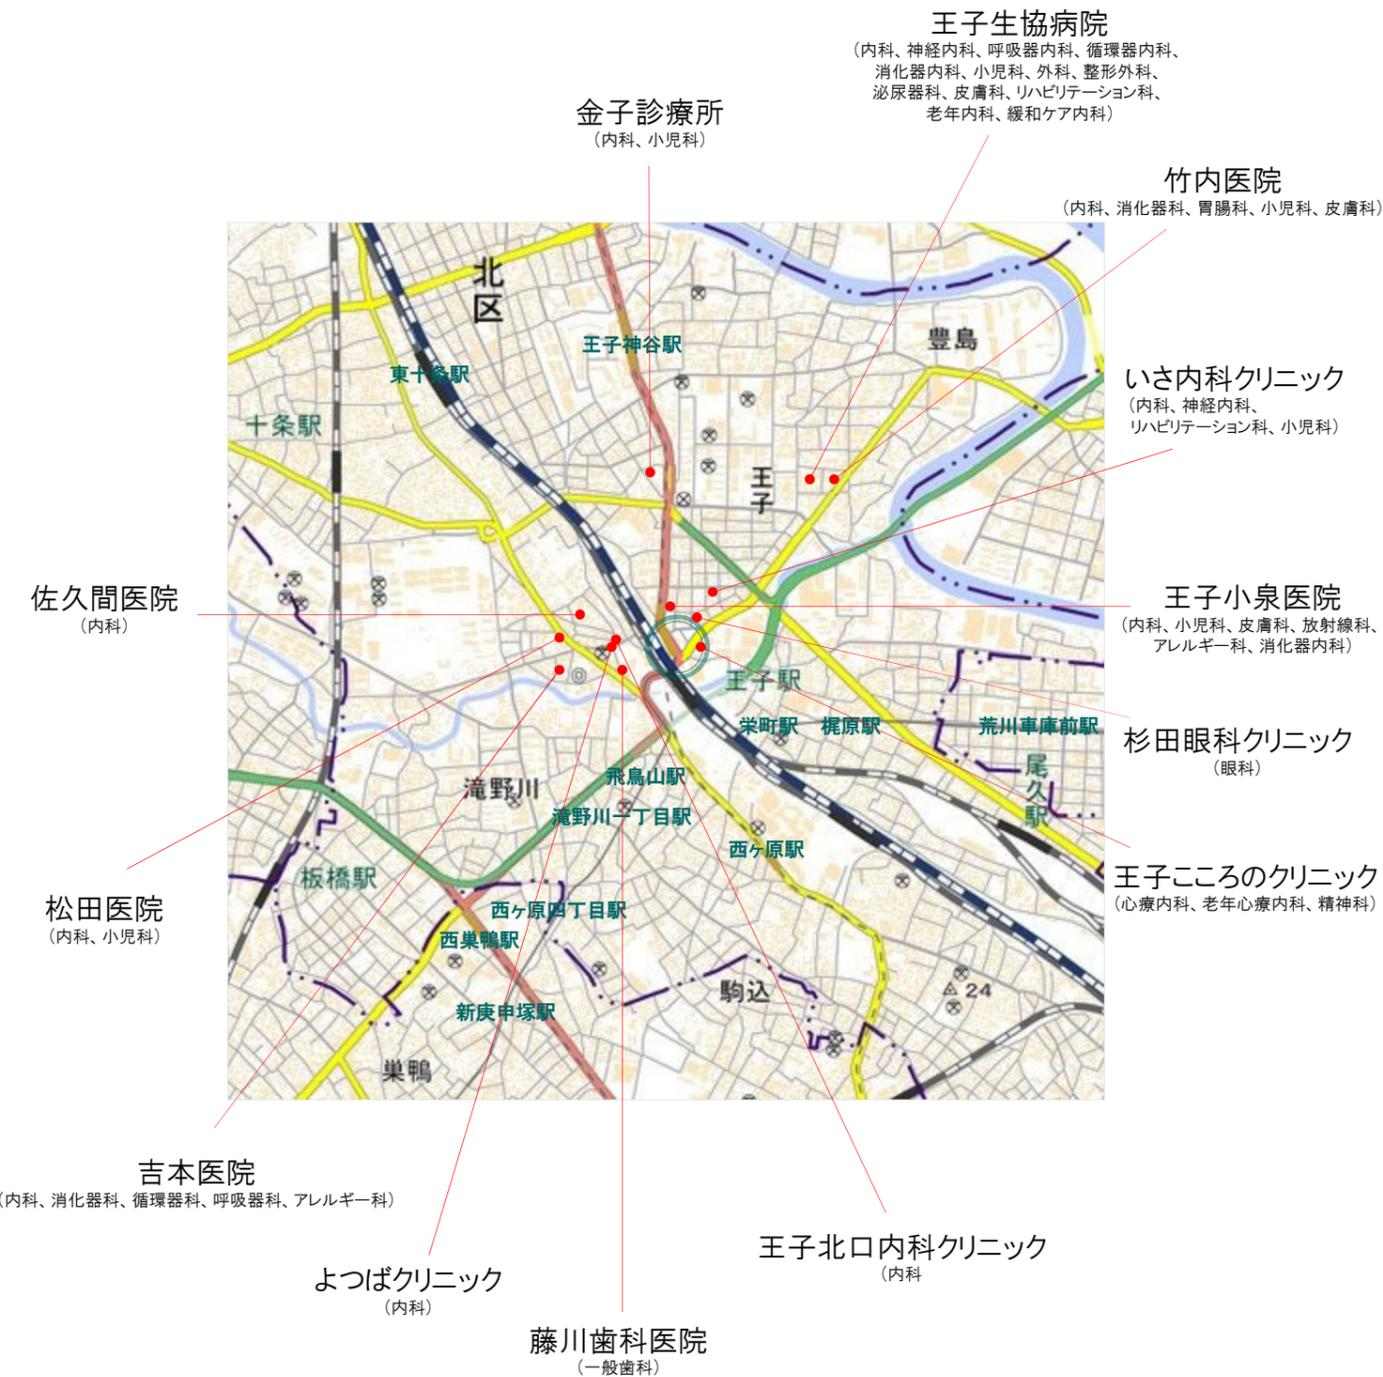 王子生協病院
（内科、神経内科、呼吸器内科、循環器内科、
消化器内科、小児科、外科、整形外科、
泌尿器科、皮膚科、リハビリテーション科、
老年内科、緩和ケア内科）
金子診療所
（内科、小児科）
竹内医院
（内科、消化器科、胃腸科、小児科、皮膚科）
北区
王子神谷駅
豊島
東十条駅
いさ内科クリニック
（内科、神経内科、
リハビリテーション科、小児科）
十条駅
王子
佐久間医院
（内科）
王子小泉医院
（内科、小児科、皮膚科、放射線科、
アレルギー科、消化器内科）
王子駅
栄町駅
梶原駅
荒川車庫前駅
杉田眼科クリニック
（眼科）
尾久駅
飛鳥山駅
滝野川
滝野川一丁目駅
西ヶ原駅
板橋駅
王子こころのクリニック
（心療内科、老年心療内科、精神科）
松田医院
（内科、小児科）
西ヶ原四丁目駅
西巣鴨駅
駒込
24
新庚申塚駅
巣鴨
吉本医院
（内科、消化器科、循環器科、呼吸器科、アレルギー科）
王子北口内科クリニック
（内科
よつばクリニック
（内科）
藤川歯科医院
（一般歯科）